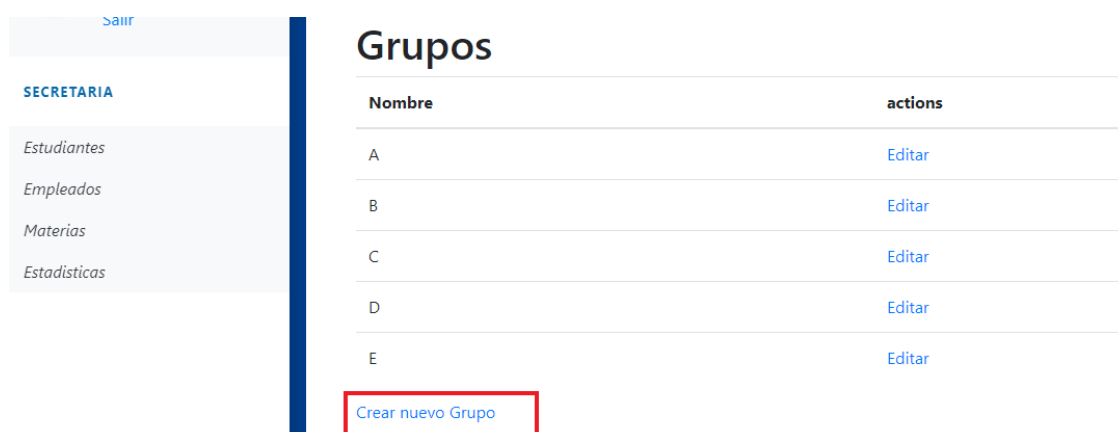 Salir
SECRETARIA
Estudiantes
Empleados
Materias
Estadisticas
Grupos
Nombre actions
A Editar
B Editar
C Editar
D Editar
E Editar
Crear nuevo Grupo